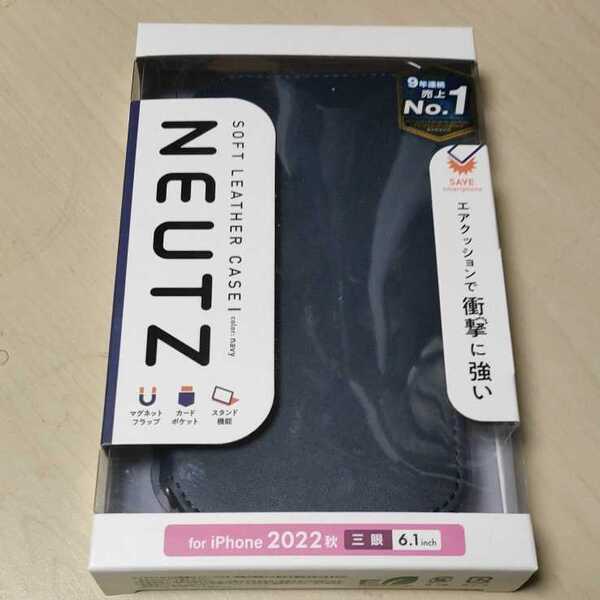 9年連続
売上
No.1
SOFT LEATHER CASE
color: navy
NEUTZ
マグネット
フラップ
カード
ポケット
スタンド
機能
SAVE
smartphone
エアクッションで
衝撃に強い
for iPhone 2022秋 三眼 6.1inch